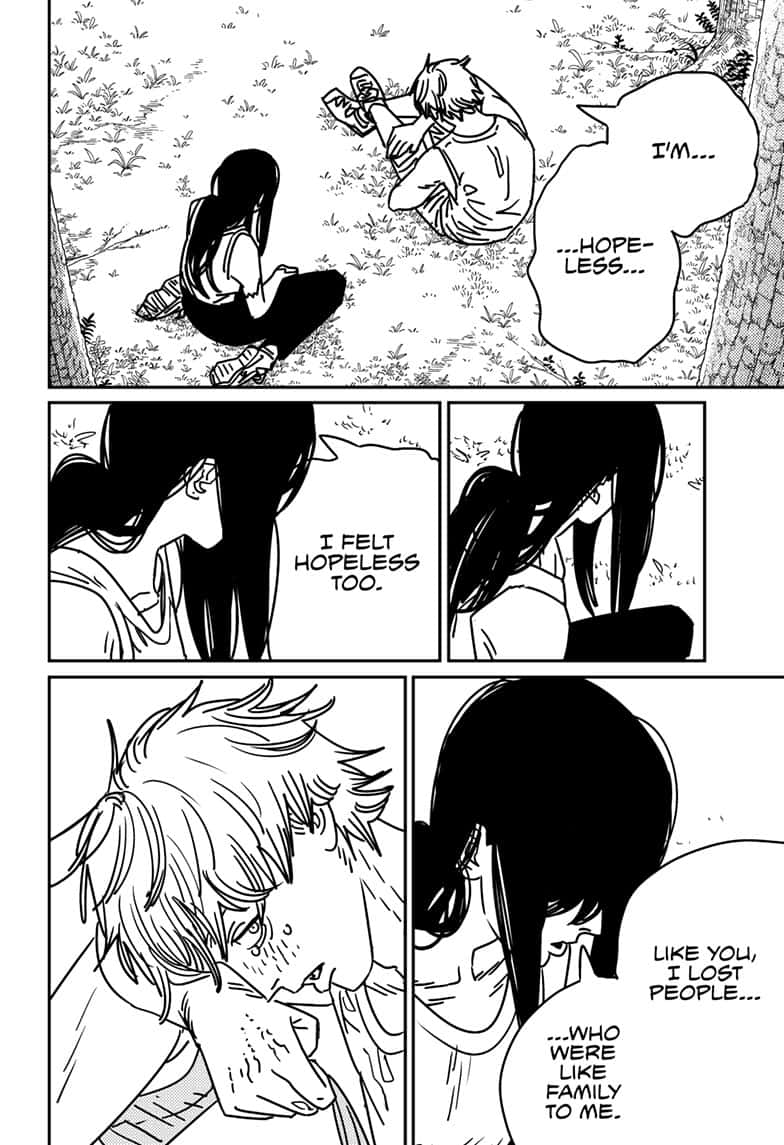 I'M...
...HOPE-
LESS...
I FELT
HOPELESS
TOO.
LIKE YOU,
I LOST
PEOPLE...
...WHO
WERE
LIKE
FAMILY
TO ME.